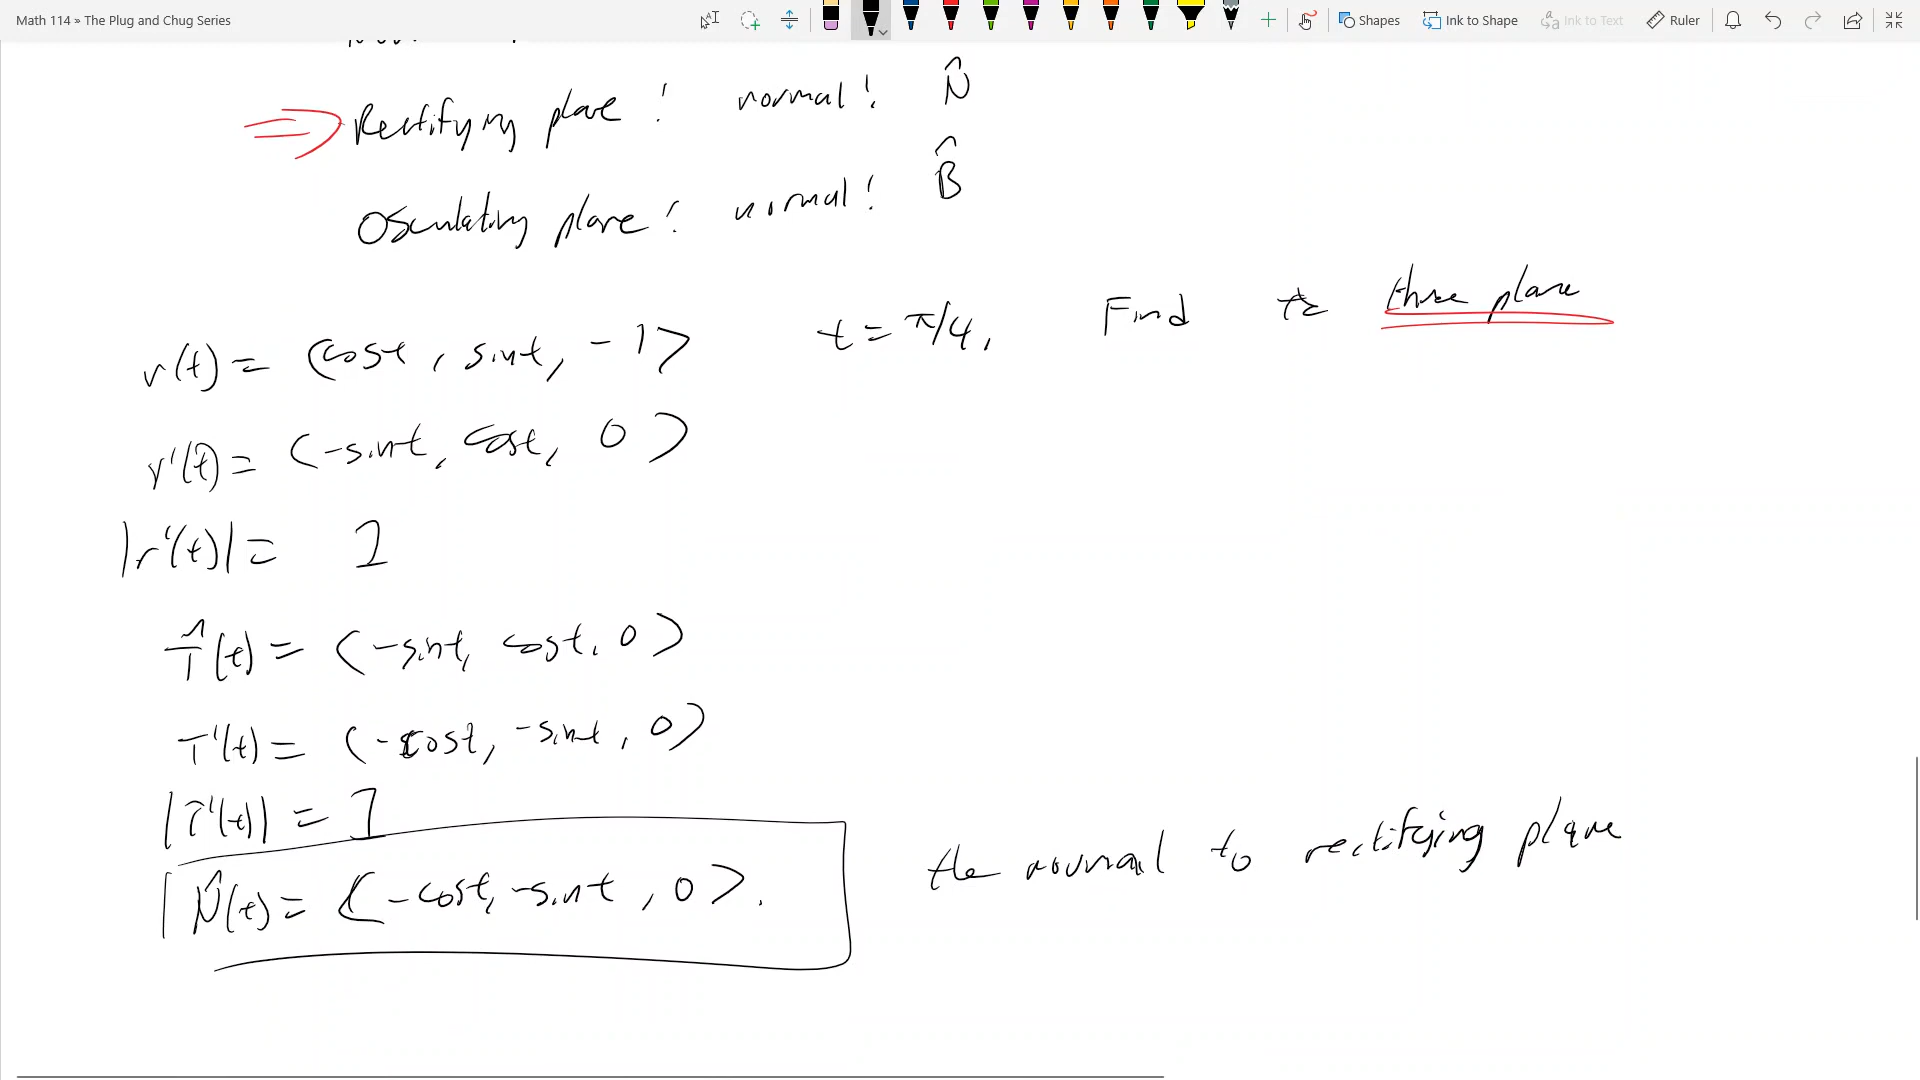 Math 114 » The Plug and Chug Series
Shapes Ink to Shape Ink to Text Ruler
⇒ Rectifying plane: normal: N̂
Osculating plane: normal: B̂
r(t) = ⟨cost, sint, -1⟩ t = π/4, Find the three plane
r'(t) = ⟨-sint, cost, 0⟩
|r'(t)| = 1
T̂(t) = ⟨-sint, cost, 0⟩
T'(t) = ⟨-cost, -sint, 0⟩
|T'(t)| = 1
N̂(t) = ⟨-cost, -sint, 0⟩. the normal to rectifying plane